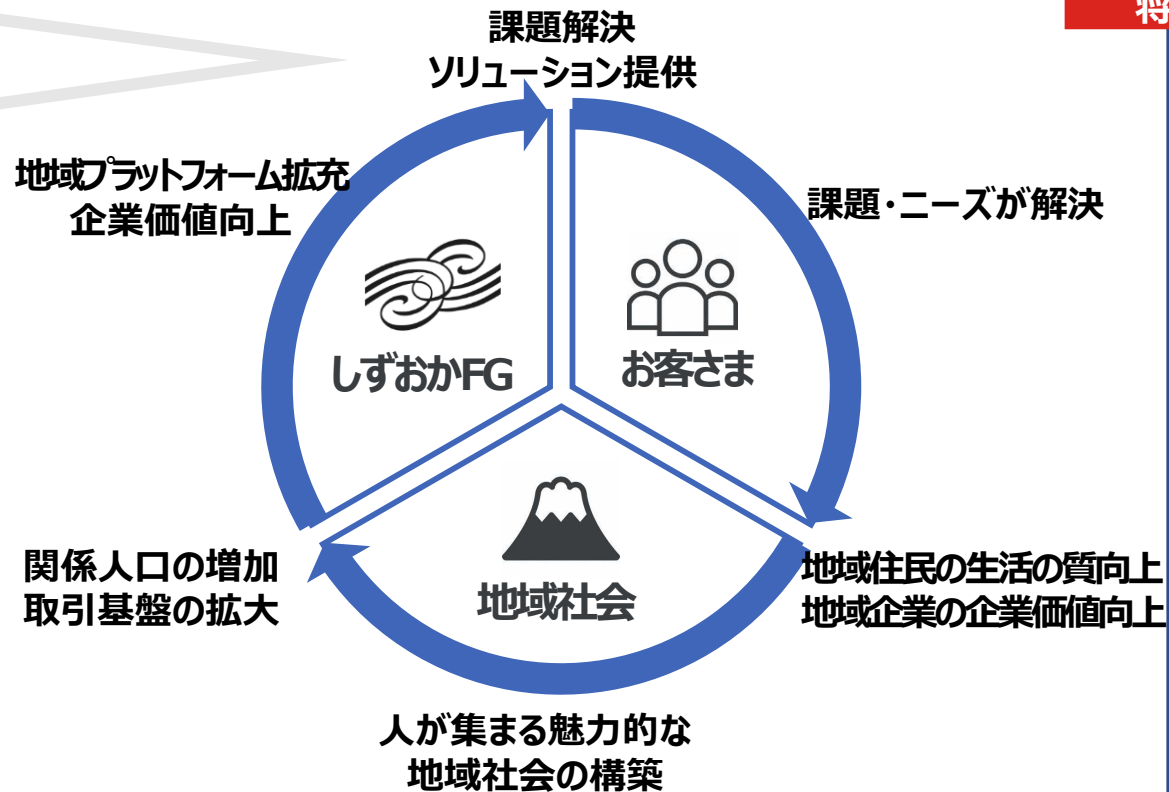 将
課題解決
ソリューション提供
地域プラットフォーム拡充
企業価値向上
課題・ニーズが解決
しずおかFG
お客さま
関係人口の増加
取引基盤の拡大
地域社会
地域住民の生活の質向上
地域企業の企業価値向上
人が集まる魅力的な
地域社会の構築